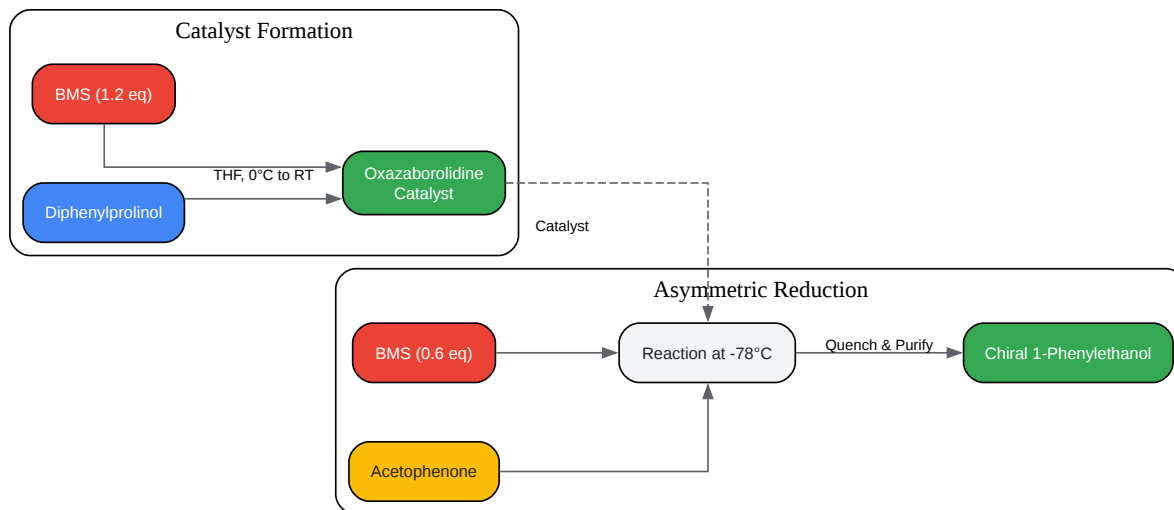 Catalyst Formation
BMS (1.2 eq)
THF, 0°C to RT
Oxazaborolidine
Catalyst
Diphenylprolinol
Catalyst
Asymmetric Reduction
BMS (0.6 eq)
Reaction at -78°C
Quench & Purify
Chiral 1-Phenylethanol
Acetophenone